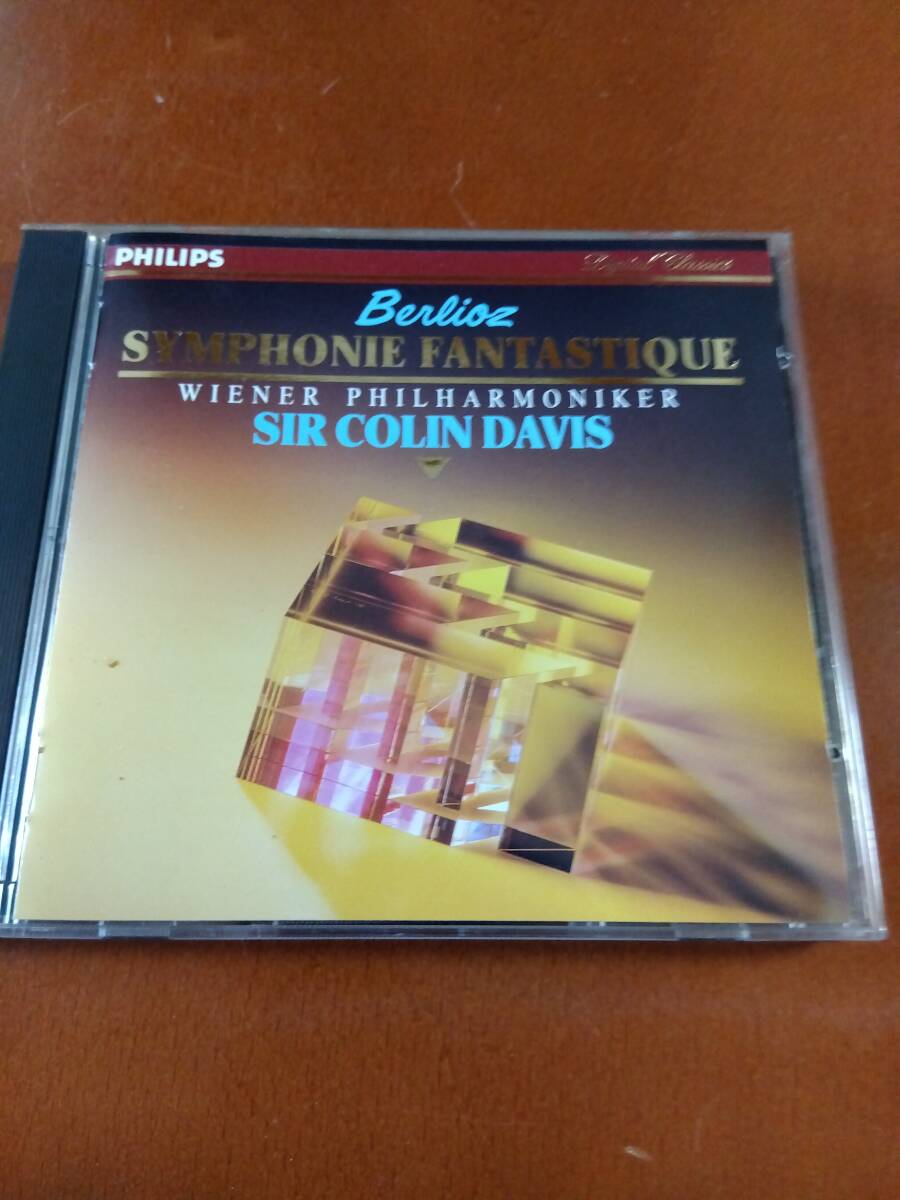 PHILIPS
Digital Classics
Berlioz
SYMPHONIE FANTASTIQUE
WIENER PHILHARMONIKER
SIR COLIN DAVIS